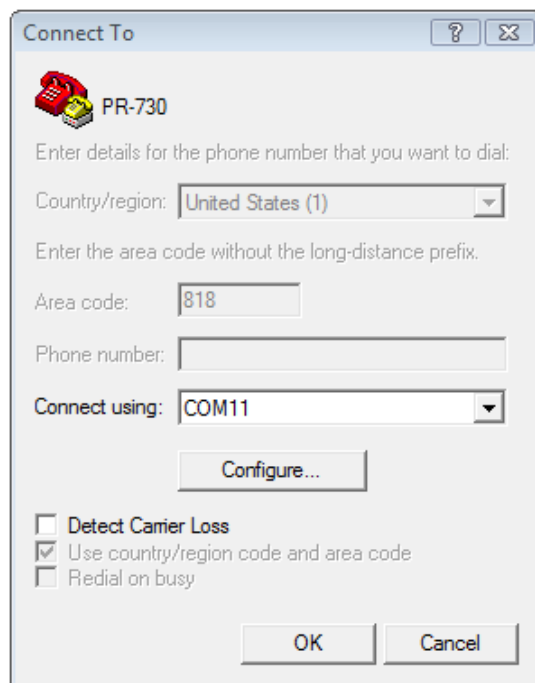 Connect To
PR-730
Enter details for the phone number that you want to dial:
Country/region: United States (1)
Enter the area code without the long-distance prefix.
Area code: 818
Phone number:
Connect using: COM11
Configure...
Detect Carrier Loss
Use country/region code and area code
Redial on busy
OK Cancel